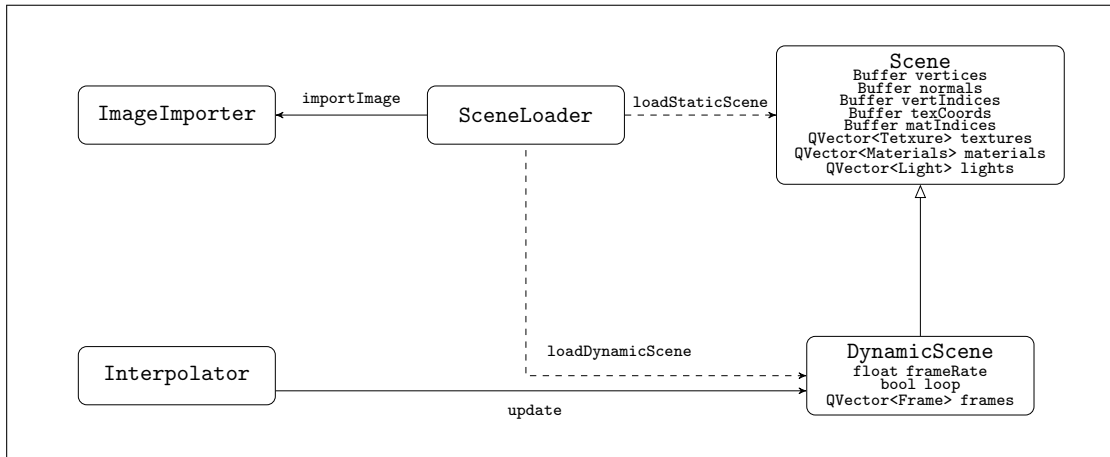 ImageImporter
importImage
SceneLoader
loadStaticScene
Scene
Buffer vertices
Buffer normals
Buffer vertIndices
Buffer texCoords
Buffer matIndices
QVector<Tetxure> textures
QVector<Materials> materials
QVector<Light> lights
Interpolator
update
loadDynamicScene
DynamicScene
float frameRate
bool loop
QVector<Frame> frames